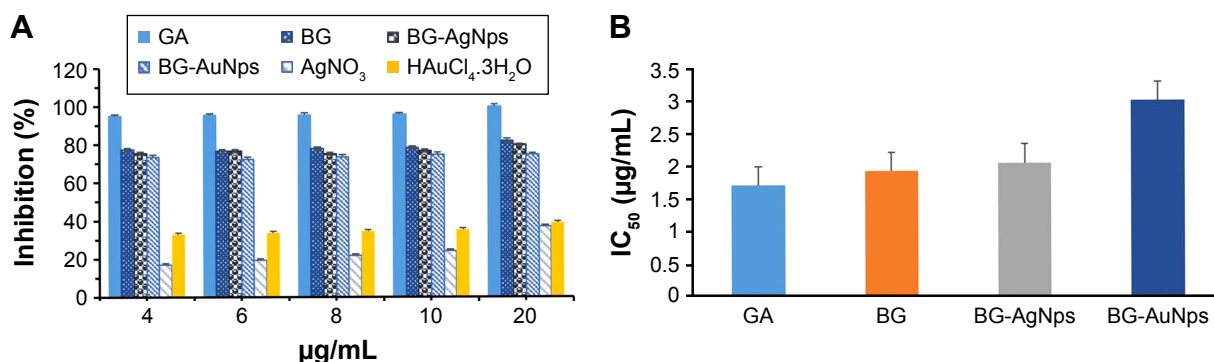 A
GA BG BG-AgNps
BG-AuNps AgNO₃ HAuCl₄.3H₂O
Inhibition (%)
120
100
80
60
40
20
0
4 6 8 10 20
µg/mL
B
IC₅₀ (µg/mL)
3.5
3
2.5
2
1.5
1
0.5
0
GA BG BG-AgNps BG-AuNps